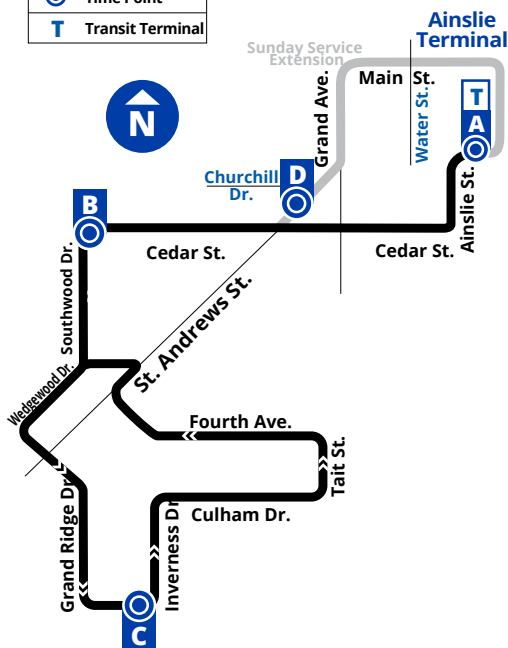 Time Point
T Transit Terminal
Ainslie
Terminal
Sunday Service
Extension
Main St.
Grand Ave.
Water St.
T
A
N
Churchill
Dr.
D
B
Ainslie St.
Cedar St.
Cedar St.
Southwood Dr.
St. Andrews St.
Wedgewood Dr.
Fourth Ave.
Tait St.
Culham Dr.
Grand Ridge Dr.
Inverness Dr.
C